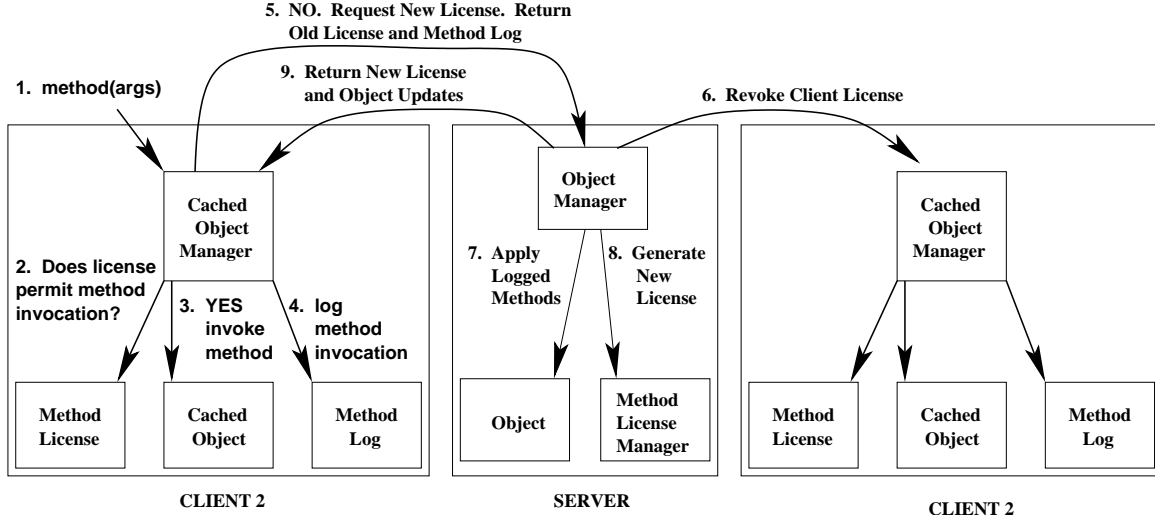 5.  NO.  Request New License.  Return
Old License and Method Log
9.  Return New License
and Object Updates
1.  method(args)
6.  Revoke Client License
Cached
Object
Manager
Object
Manager
Cached
Object
Manager
2.  Does license
permit method
invocation?
3.  YES
invoke
method
4.  log
method
invocation
7.  Apply
Logged
Methods
8.  Generate
New
License
Method
License
Cached
Object
Method
Log
Object
Method
License
Manager
Method
License
Cached
Object
Method
Log
CLIENT 2
SERVER
CLIENT 2